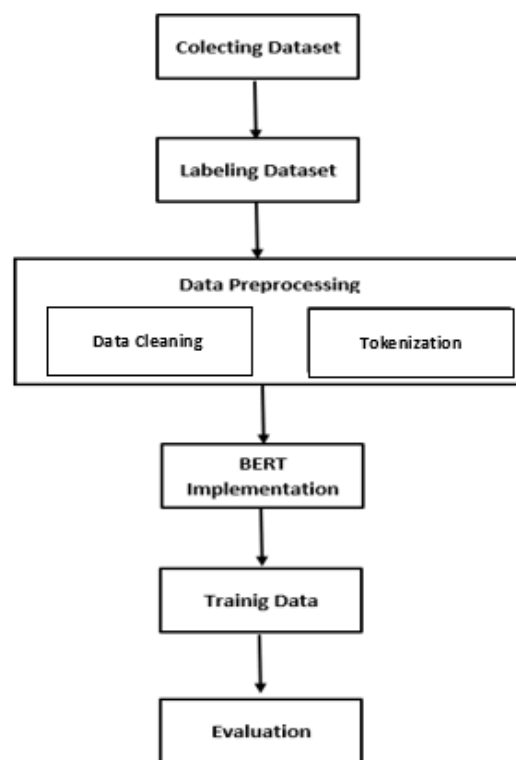 Colecting Dataset
Labeling Dataset
Data Preprocessing
Data Cleaning
Tokenization
BERT
Implementation
Trainig Data
Evaluation